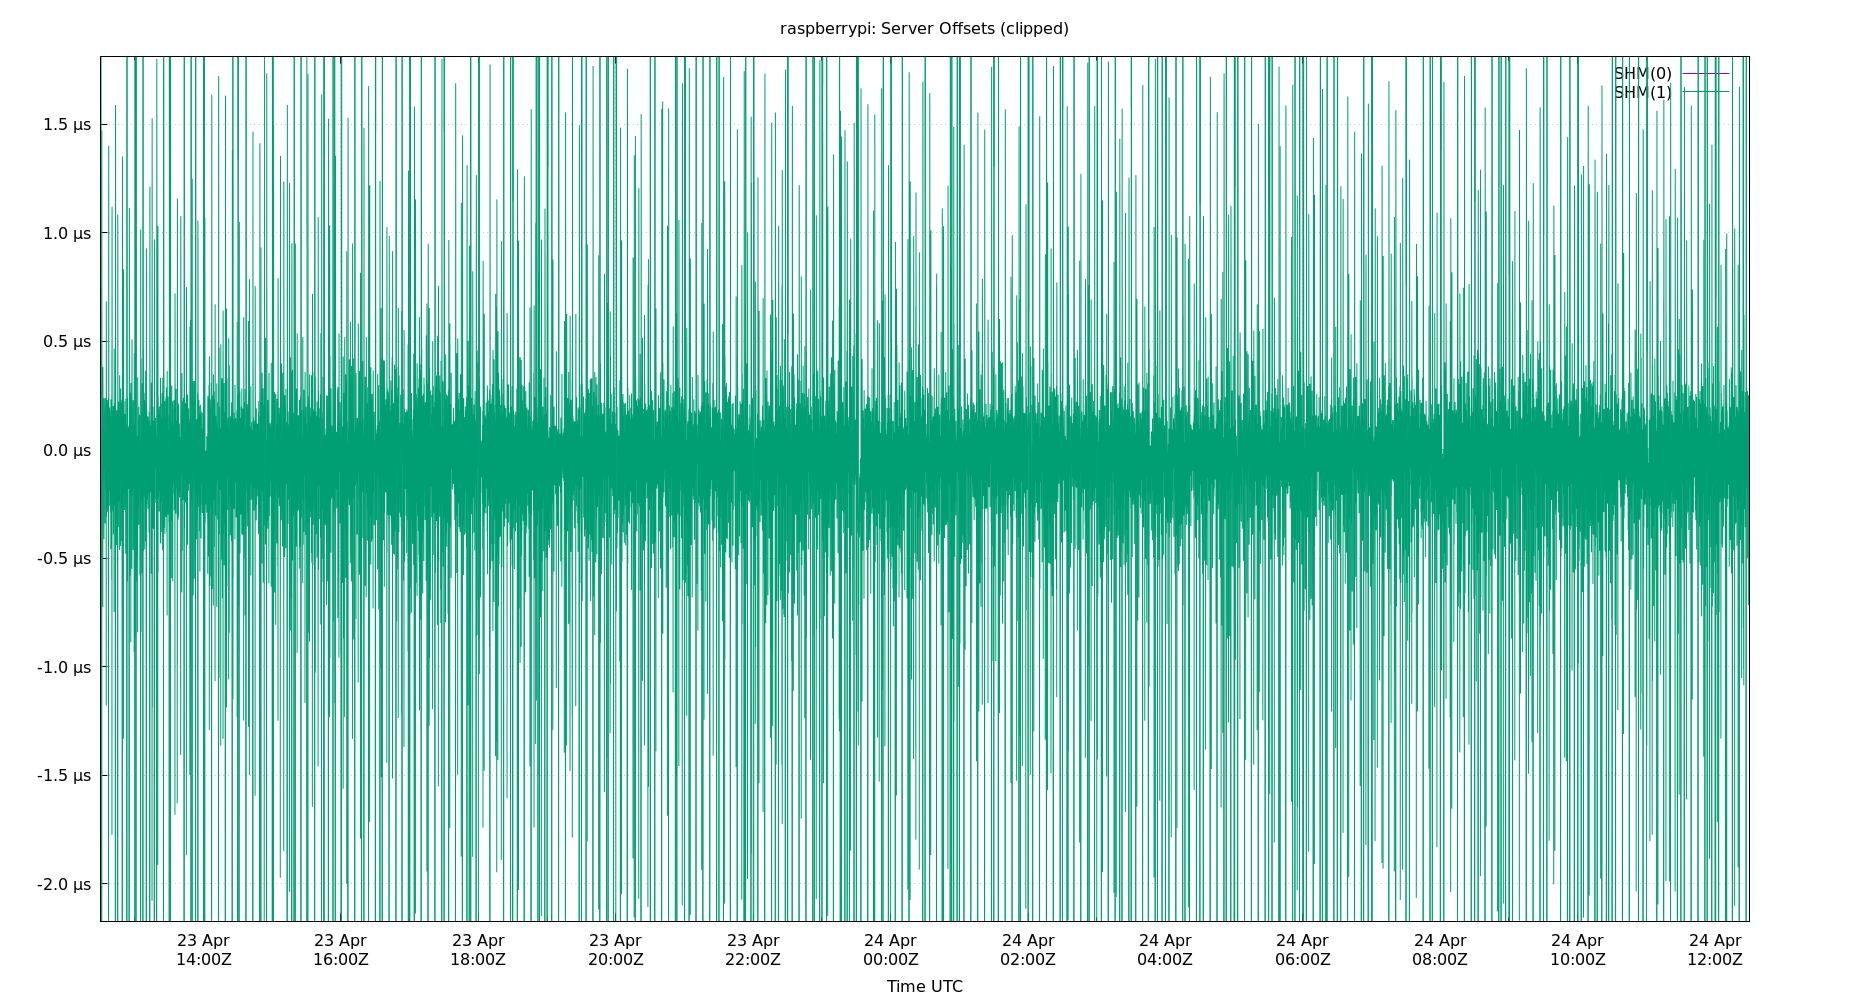 raspberrypi: Server Offsets (clipped)
SHM(0)
SHM(1)
1.5 µs
1.0 µs
0.5 µs
0.0 µs
-0.5 µs
-1.0 µs
-1.5 µs
-2.0 µs
23 Apr 23 Apr 23 Apr 23 Apr 23 Apr 24 Apr 24 Apr 24 Apr 24 Apr 24 Apr 24 Apr 24 Apr
14:00Z 16:00Z 18:00Z 20:00Z 22:00Z 00:00Z 02:00Z 04:00Z 06:00Z 08:00Z 10:00Z 12:00Z
Time UTC